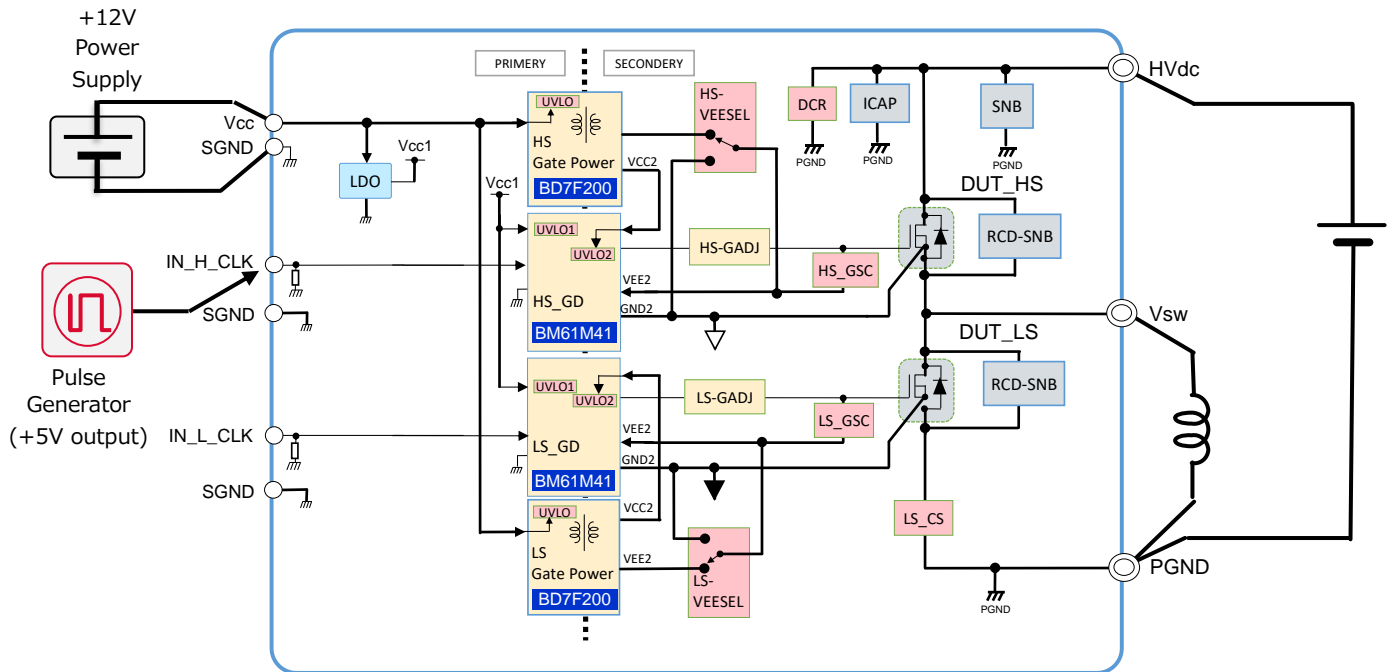 +12V
Power
Supply
Vcc
SGND
IN_H_CLK
SGND
Pulse
Generator
(+5V output)
IN_L_CLK
SGND
LDO
Vcc1
Vcc1
PRIMERY
SECONDERY
UVLO
HS
Gate Power
BD7F200
VCC2
UVLO1
UVLO2
HS_GD
BM61M41
VEE2
GND2
UVLO1
UVLO2
LS_GD
BM61M41
VEE2
GND2
UVLO
LS
Gate Power
BD7F200
VCC2
VEE2
HS-
VEESEL
HS-GADJ
HS_GSC
LS-GADJ
LS_GSC
LS-
VEESEL
DCR
PGND
ICAP
PGND
SNB
PGND
DUT_HS
RCD-SNB
DUT_LS
RCD-SNB
LS_CS
PGND
HVdc
Vsw
PGND